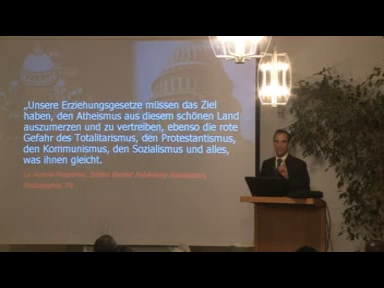 „Unsere Erziehungsgesetze müssen das Ziel
haben, den Atheismus aus diesem schönen Land
auszumerzen und zu vertreiben, ebenso die rote
Gefahr des Totalitarismus, den Protestantismus,
den Kommunismus, den Sozialismus und alles,
was ihnen gleicht.